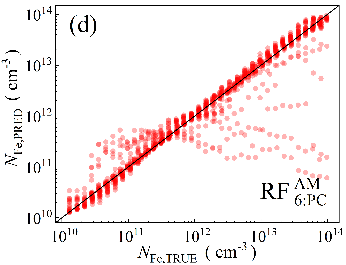 (d)
N_Fe,PRED ( cm^-3 )
10^14
10^13
10^12
10^11
10^10
RF^AM_6:PC
10^10 10^11 10^12 10^13 10^14
N_Fe,TRUE ( cm^-3 )